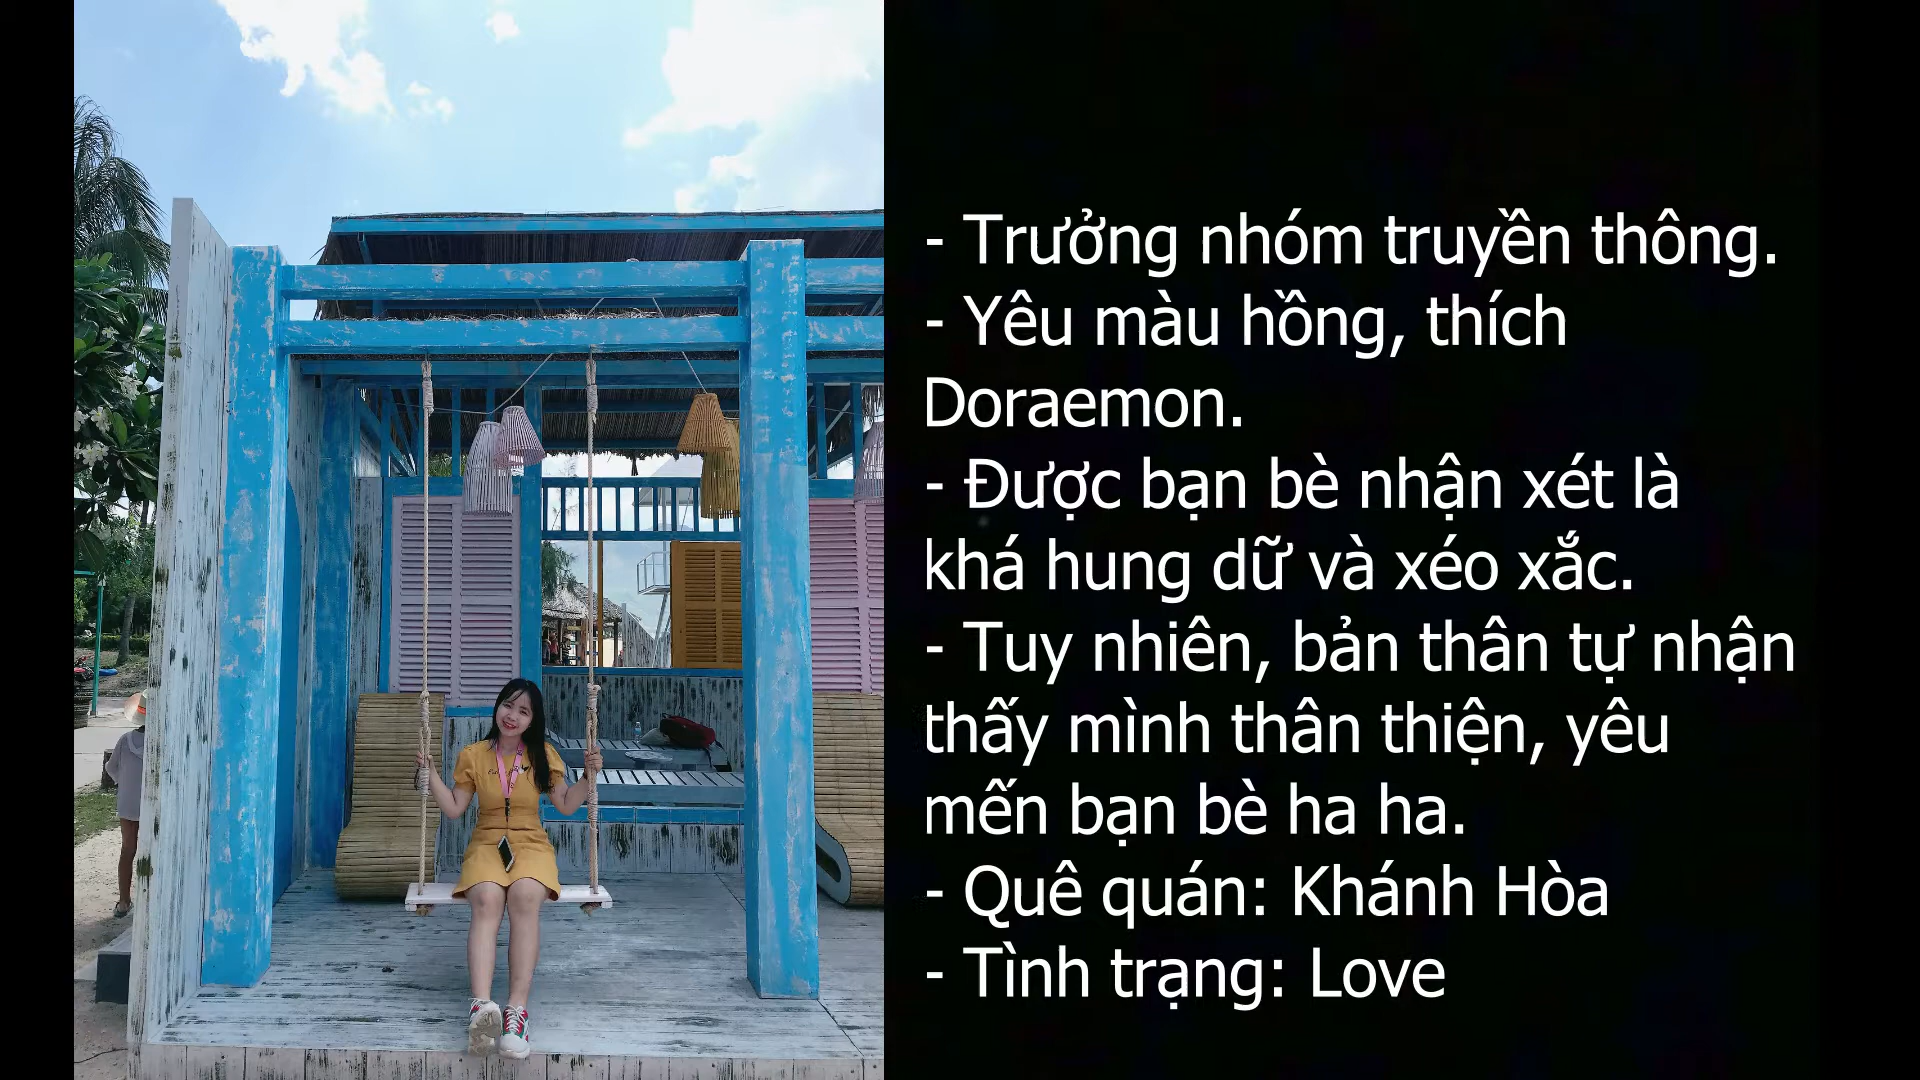 - Trưởng nhóm truyền thông.
- Yêu màu hồng, thích
Doraemon.
- Được bạn bè nhận xét là
khá hung dữ và xéo xắc.
- Tuy nhiên, bản thân tự nhận
thấy mình thân thiện, yêu
mến bạn bè ha ha.
- Quê quán: Khánh Hòa
- Tình trạng: Love